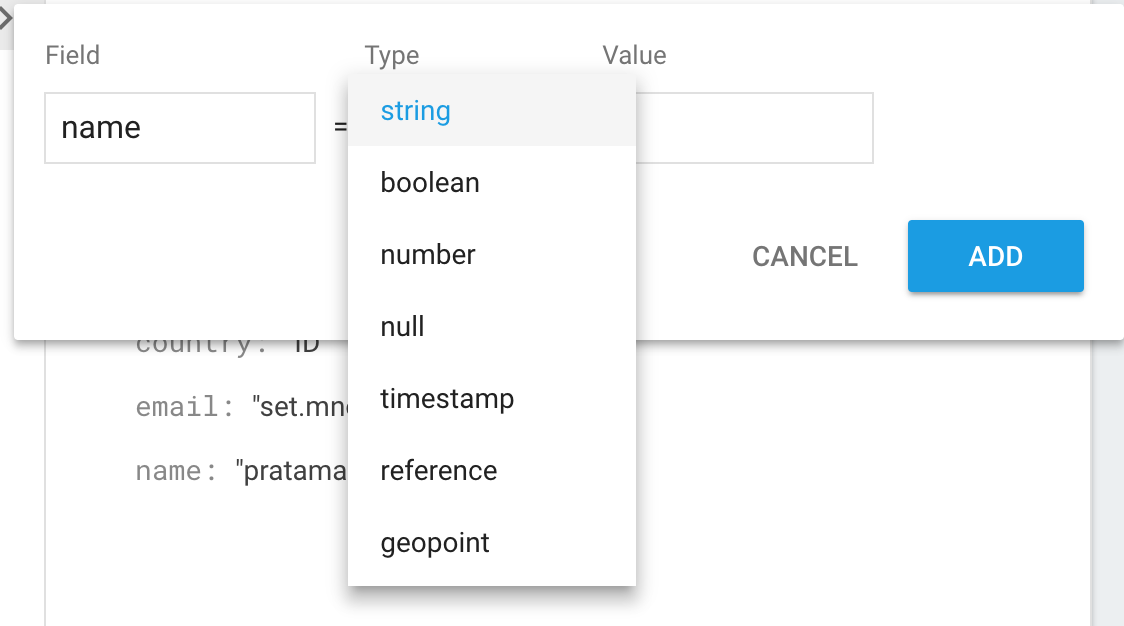 Field Type Value
name = string
boolean
number
CANCEL ADD
null
country: "ID
timestamp
email: "set.mn
reference
name: "pratama
geopoint